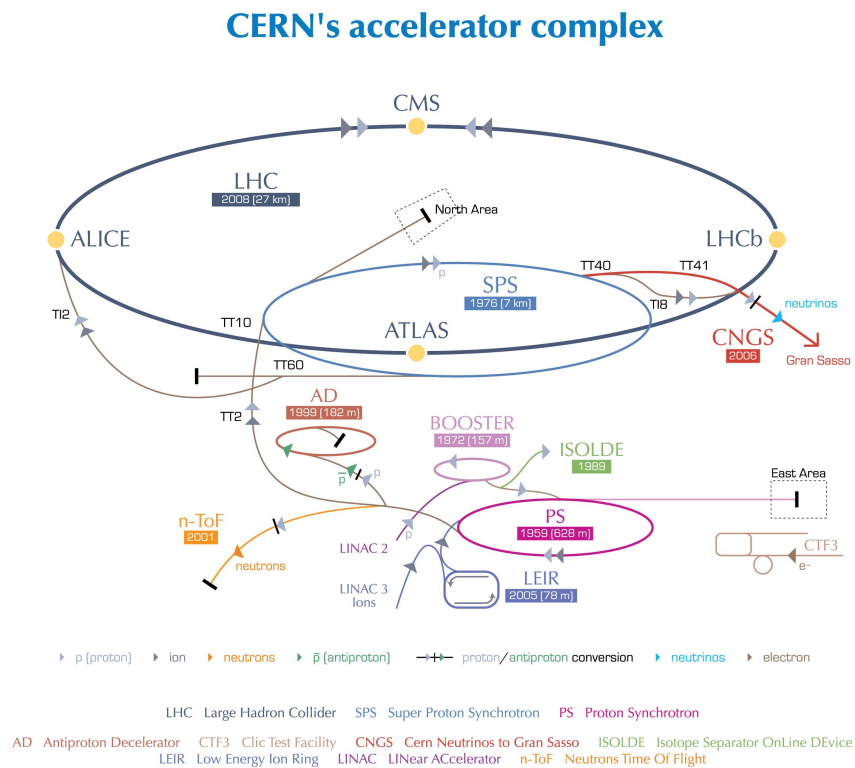 CERN's accelerator complex
CMS
LHC
2008 (27 km)
North Area
ALICE
LHCb
TT40
TT41
SPS
1976 (7 km)
p
TI8
neutrinos
TI2
TT10
ATLAS
CNGS
2006
Gran Sasso
TT60
AD
1999 (182 m)
TT2
BOOSTER
1972 (157 m)
ISOLDE
1989
p̅
p
East Area
n-ToF
2001
PS
1959 (628 m)
p
LINAC 2
neutrons
CTF3
e-
LINAC 3
Ions
LEIR
2005 (78 m)
p (proton) ion neutrons p̅ (antiproton) proton/antiproton conversion neutrinos electron
LHC Large Hadron Collider SPS Super Proton Synchrotron PS Proton Synchrotron
AD Antiproton Decelerator CTF3 Clic Test Facility CNGS Cern Neutrinos to Gran Sasso ISOLDE Isotope Separator OnLine DEvice
LEIR Low Energy Ion Ring LINAC LINear ACcelerator n-ToF Neutrons Time Of Flight